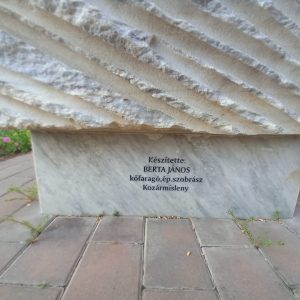 Készítette:
BERTA JÁNOS
kőfaragó,ép.szobrász
Kozármisleny